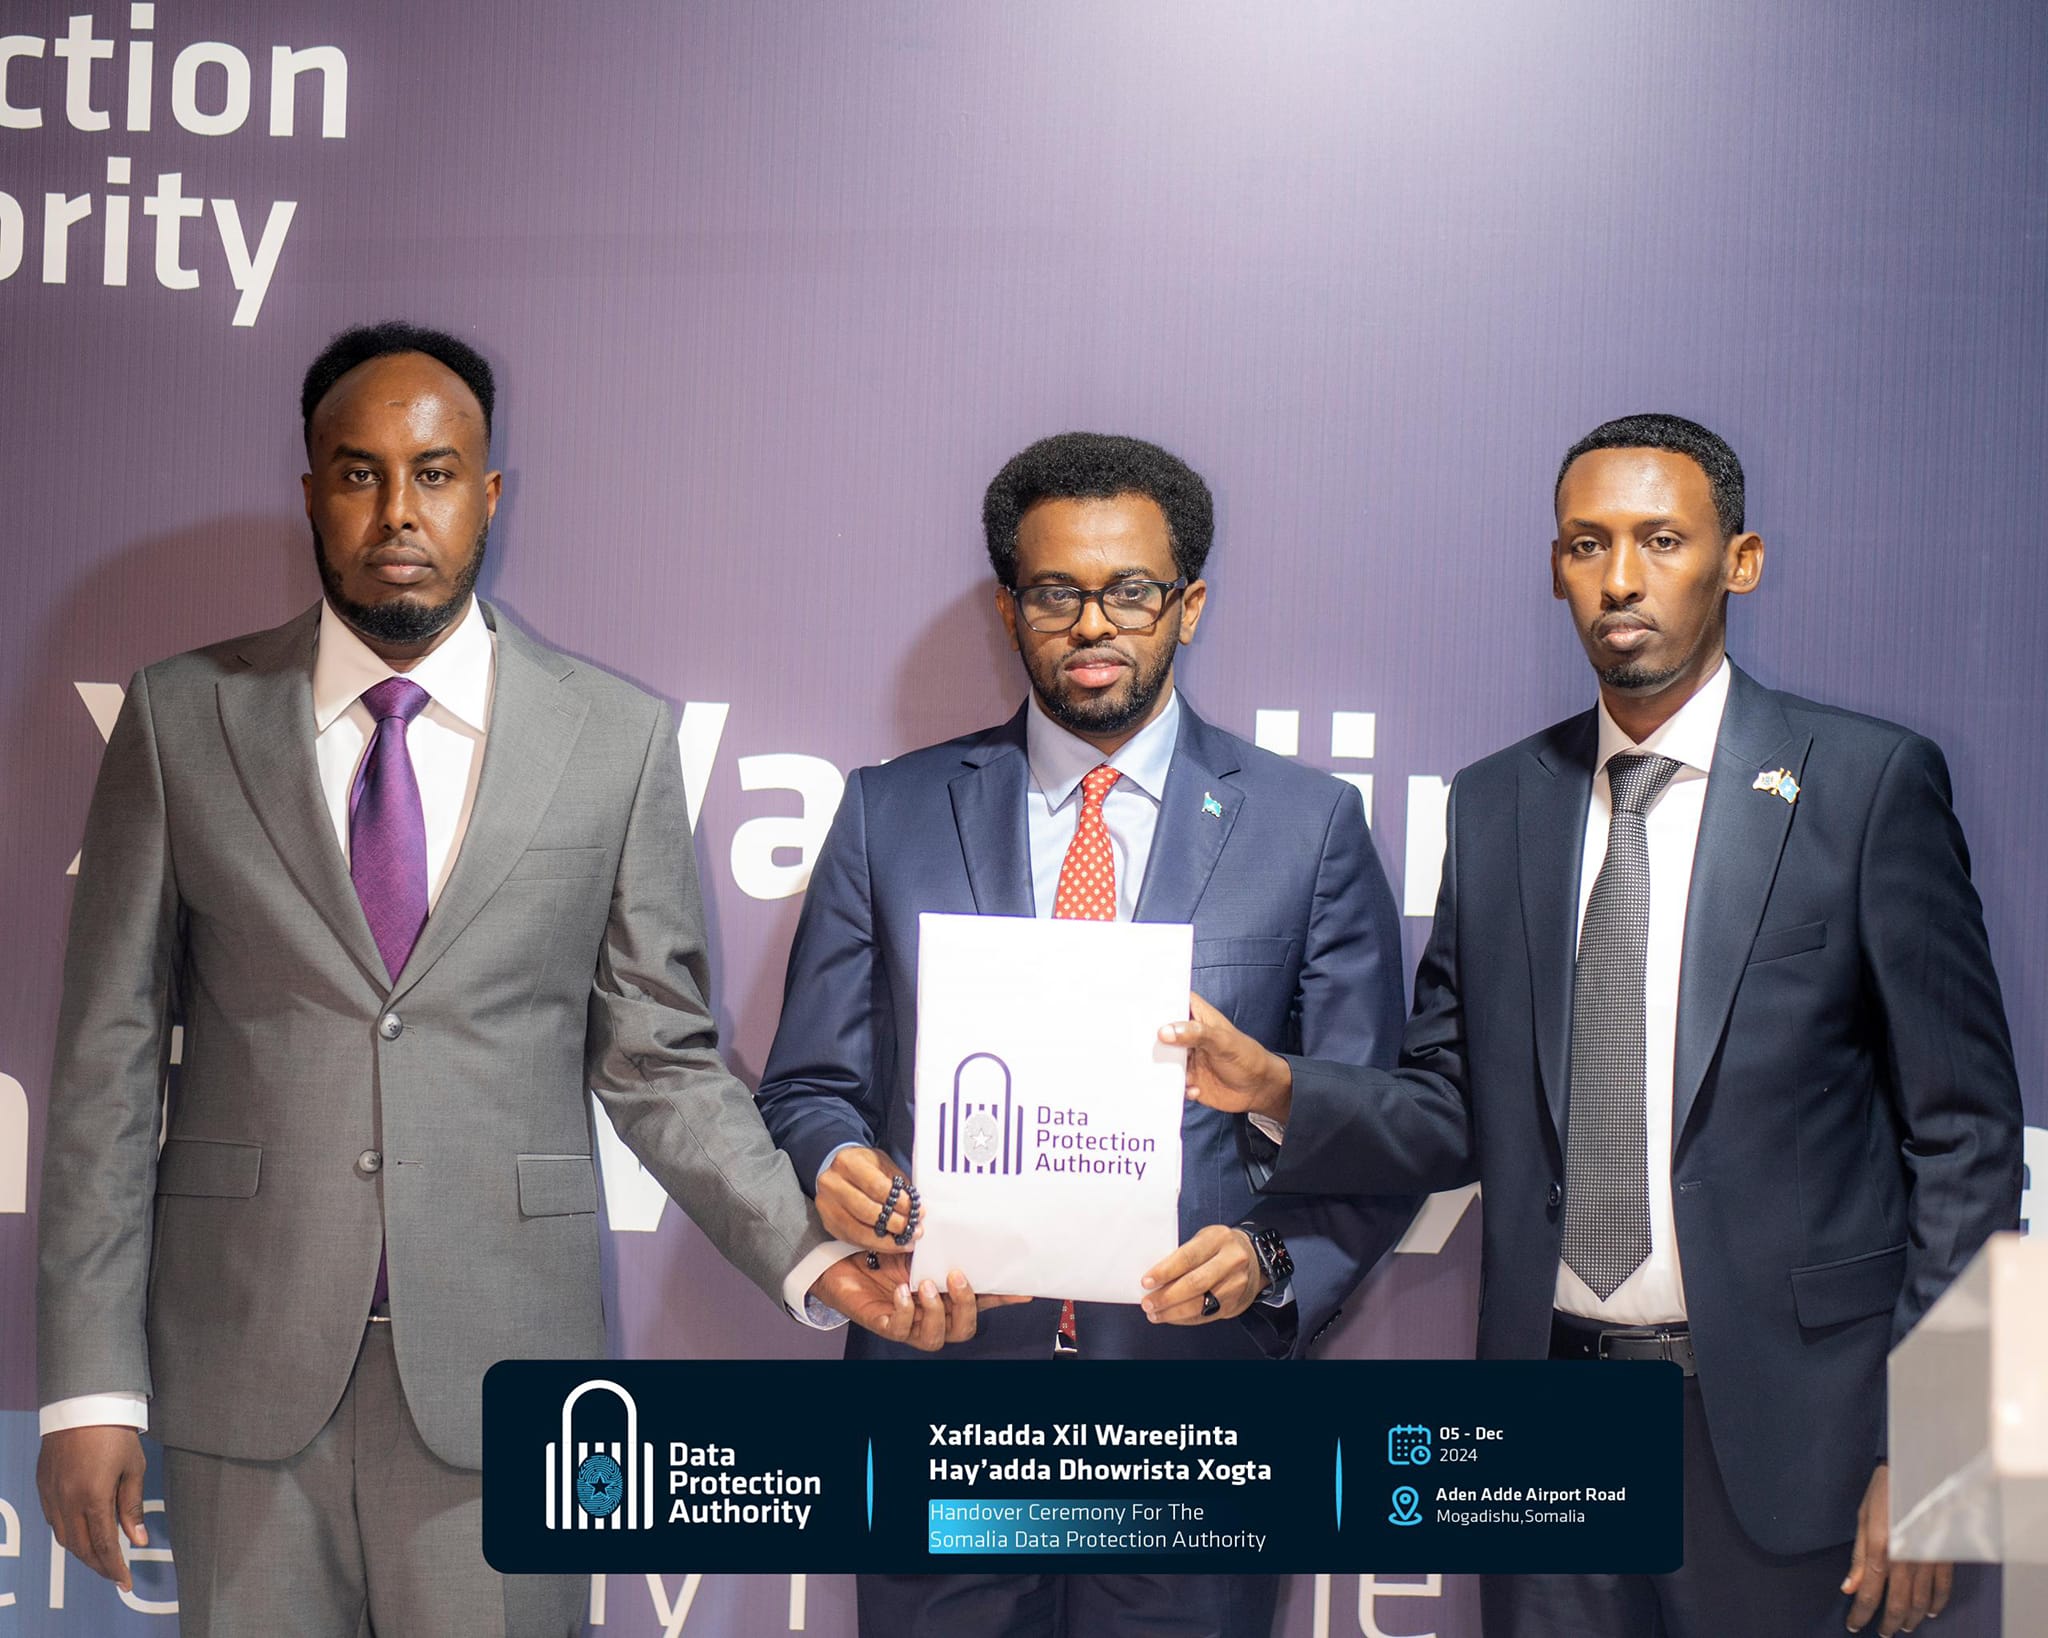 ction
ority
Data
Protection
Authority
Data
Protection
Authority
Xafladda Xil Wareejinta
Hay'adda Dhowrista Xogta
Handover Ceremony For The
Somalia Data Protection Authority
05 - Dec
2024
Aden Adde Airport Road
Mogadishu,Somalia